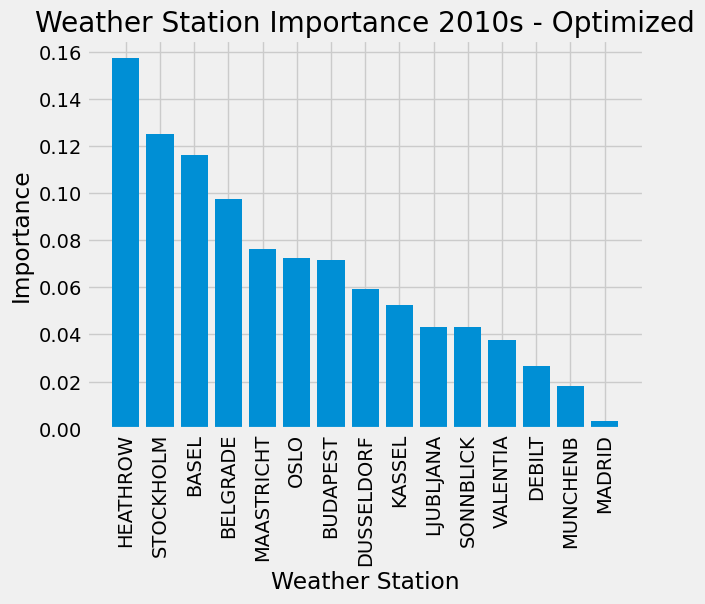 Weather Station Importance 2010s - Optimized
Importance
0.16
0.14
0.12
0.10
0.08
0.06
0.04
0.02
0.00
HEATHROW
STOCKHOLM
BASEL
BELGRADE
MAASTRICHT
OSLO
BUDAPEST
DUSSELDORF
KASSEL
LJUBLJANA
SONNBLICK
VALENTIA
DEBILT
MUNCHENB
MADRID
Weather Station